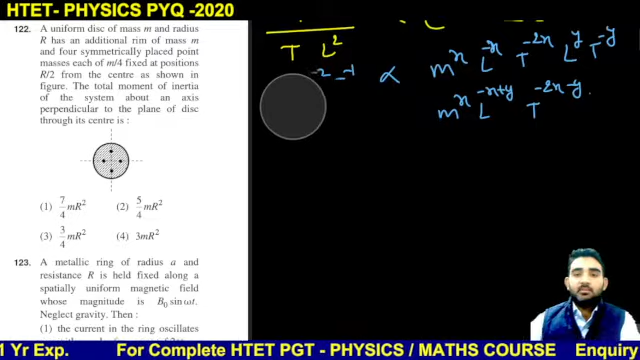 HTET- PHYSICS PYQ -2020
122. A uniform disc of mass m and radius
R has an additional rim of mass m
and four symmetrically placed point
masses each of m/4 fixed at positions
R/2 from the centre as shown in
figure. The total moment of inertia
of the system about an axis
perpendicular to the plane of disc
through its centre is :
(1) 7/4 mR² (2) 5/4 mR²
(3) 3/4 mR² (4) 3mR²
123. A metallic ring of radius a and
resistance R is held fixed along a
spatially uniform magnetic field
whose magnitude is B₀ sin ωt.
Neglect gravity. Then :
(1) the current in the ring oscillates
T L²
⁻² ⁻¹ ∝ m^x L^-x T^-2x L^y T^-y
m^x L^-x+y T^-2x-y
1 Yr Exp. For Complete HTET PGT - PHYSICS / MATHS COURSE Enquiry